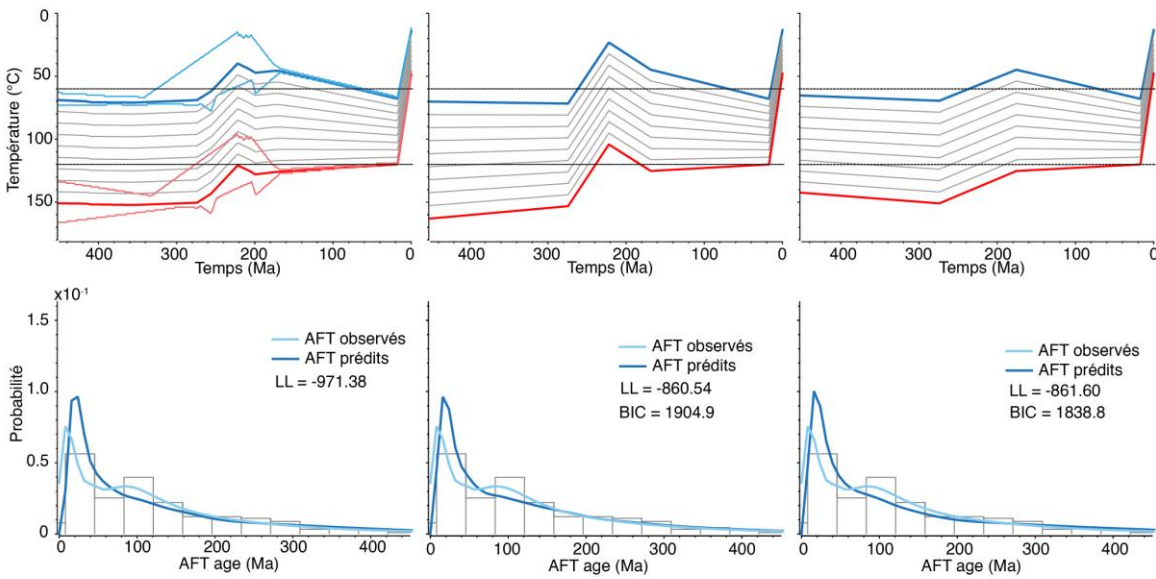 0
50
100
150
Température (°C)
400 300 200 100 0
Temps (Ma)
400 300 200 100 0
Temps (Ma)
400 300 200 100 0
Temps (Ma)
x10⁻¹
1.5
1.0
0.5
0
Probabilité
AFT observés
AFT prédits
LL = -971.38
0 100 200 300 400
AFT age (Ma)
AFT observés
AFT prédits
LL = -860.54
BIC = 1904.9
0 100 200 300 400
AFT age (Ma)
AFT observés
AFT prédits
LL = -861.60
BIC = 1838.8
0 100 200 300 400
AFT age (Ma)